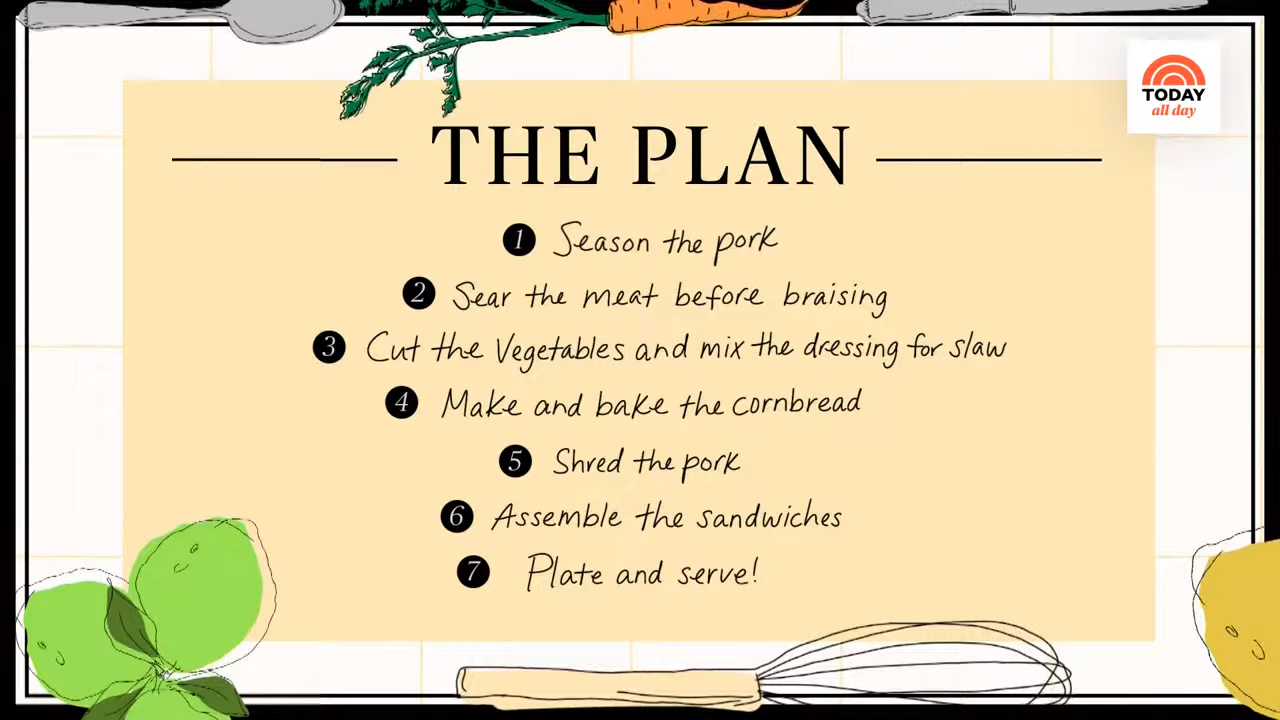 TODAY
all day
THE PLAN
1 Season the pork
2 Sear the meat before braising
3 Cut the Vegetables and mix the dressing for slaw
4 Make and bake the cornbread
5 Shred the pork
6 Assemble the sandwiches
7 Plate and serve!